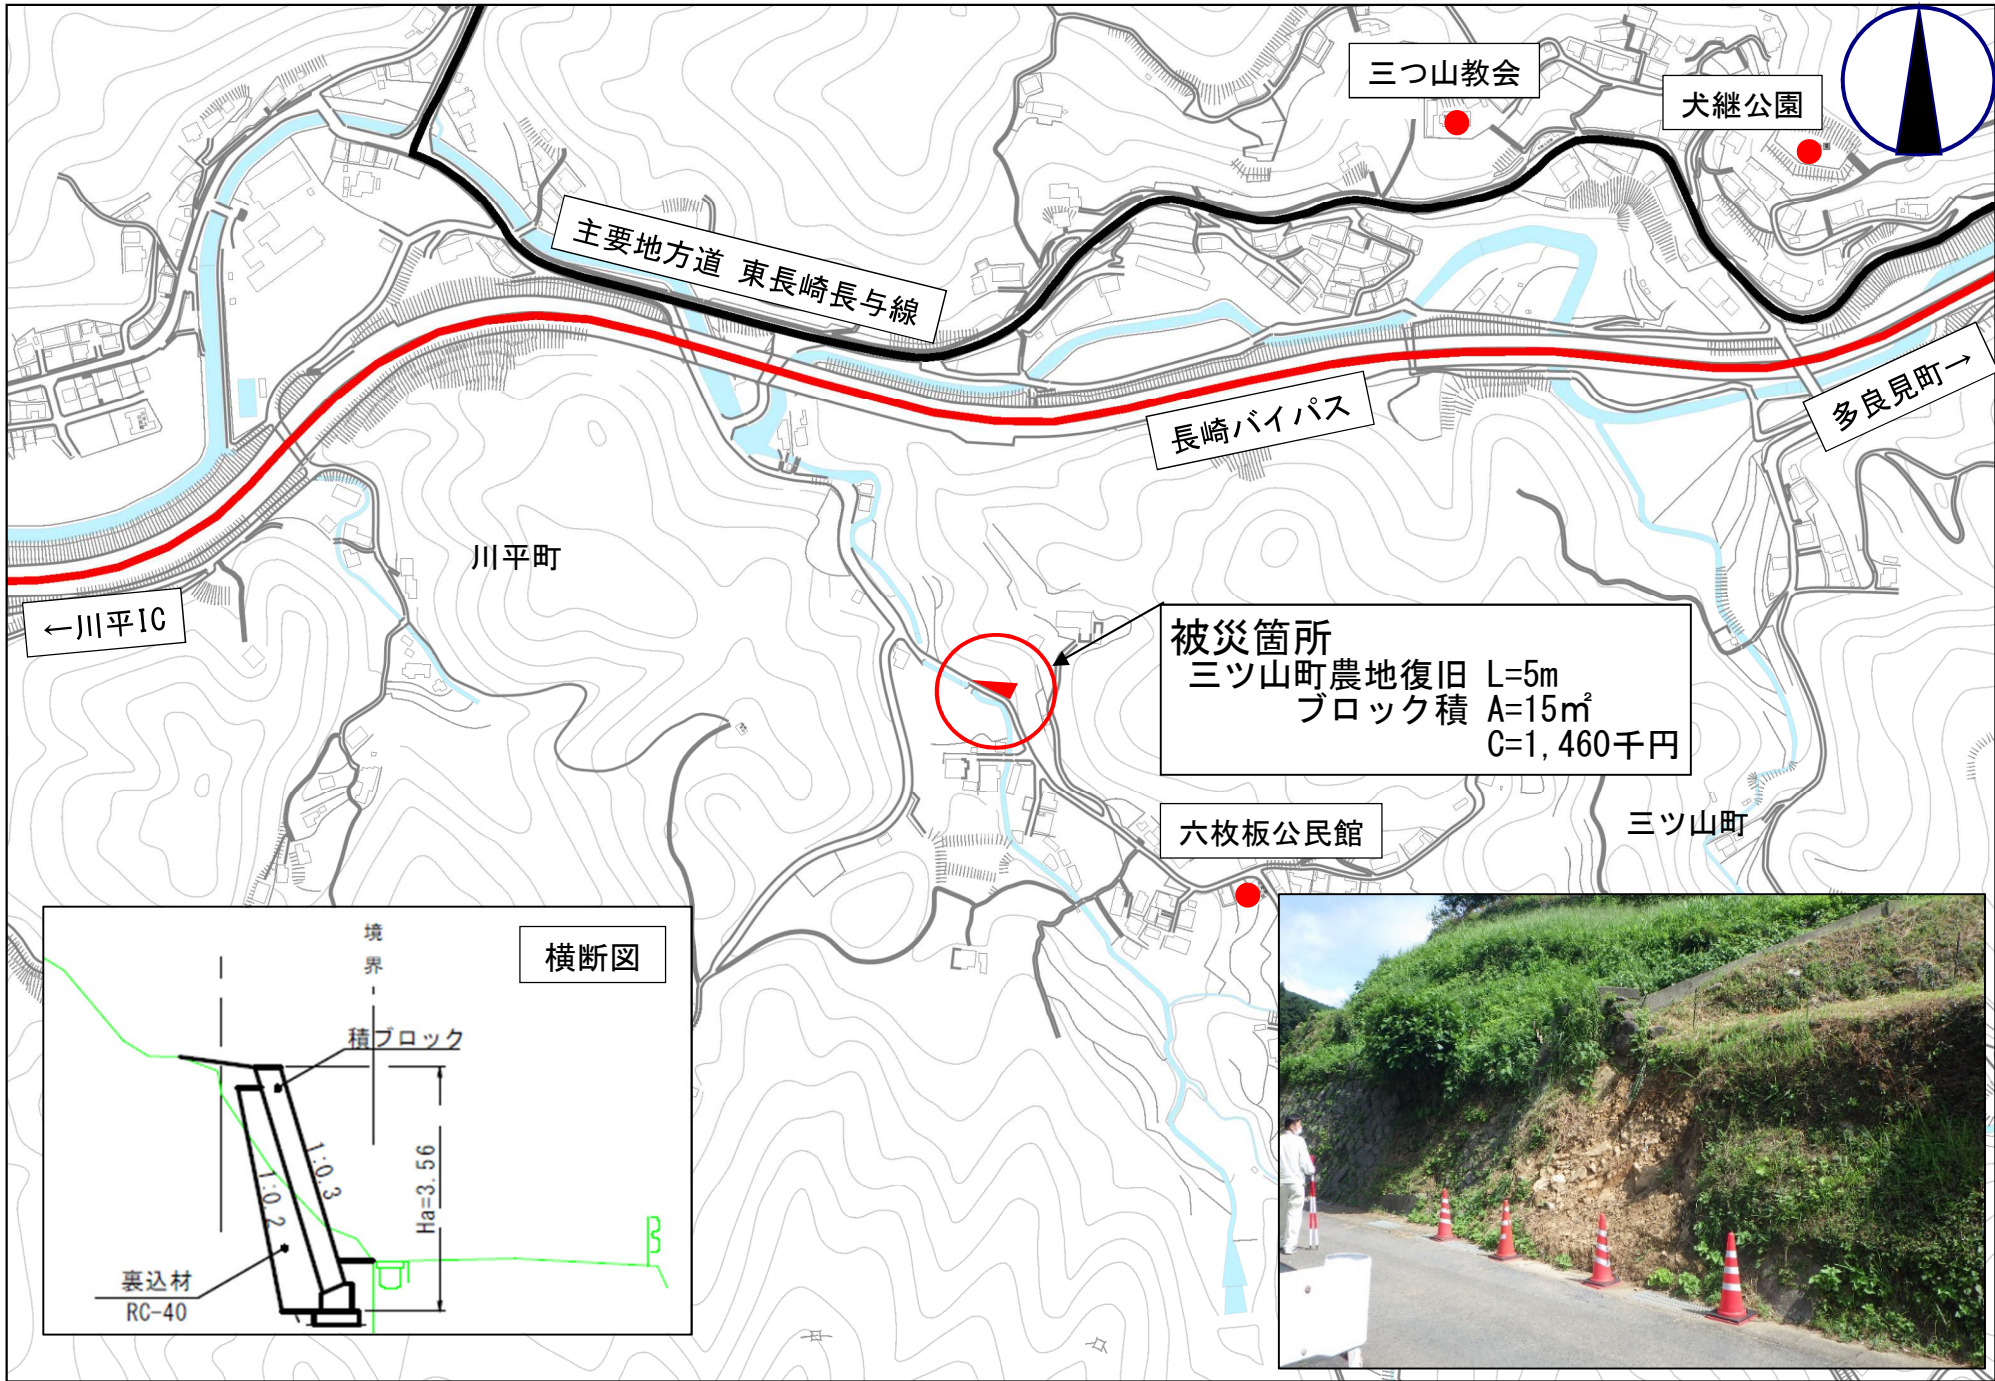 三つ山教会
犬継公園
主要地方道 東長崎長与線
長崎バイパス
多良見町→
川平町
←川平IC
被災箇所
三ツ山町農地復旧 L=5m
ブロック積 A=15㎡
C=1,460千円
六枚板公民館
三ツ山町
横断図
境界
積ブロック
1:0.3
1:0.2
Ha=3.56
裏込材
RC-40